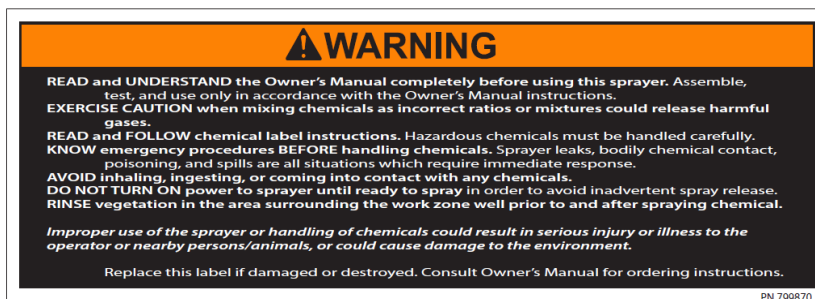 WARNING
READ and UNDERSTAND the Owner's Manual completely before using this sprayer. Assemble,
test, and use only in accordance with the Owner's Manual instructions.
EXERCISE CAUTION when mixing chemicals as incorrect ratios or mixtures could release harmful
gases.
READ and FOLLOW chemical label instructions. Hazardous chemicals must be handled carefully.
KNOW emergency procedures BEFORE handling chemicals. Sprayer leaks, bodily chemical contact,
poisoning, and spills are all situations which require immediate response.
AVOID inhaling, ingesting, or coming into contact with any chemicals.
DO NOT TURN ON power to sprayer until ready to spray in order to avoid inadvertent spray release.
RINSE vegetation in the area surrounding the work zone well prior to and after spraying chemical.
Improper use of the sprayer or handling of chemicals could result in serious injury or illness to the
operator or nearby persons/animals, or could cause damage to the environment.
Replace this label if damaged or destroyed. Consult Owner's Manual for ordering instructions.
PN 799870